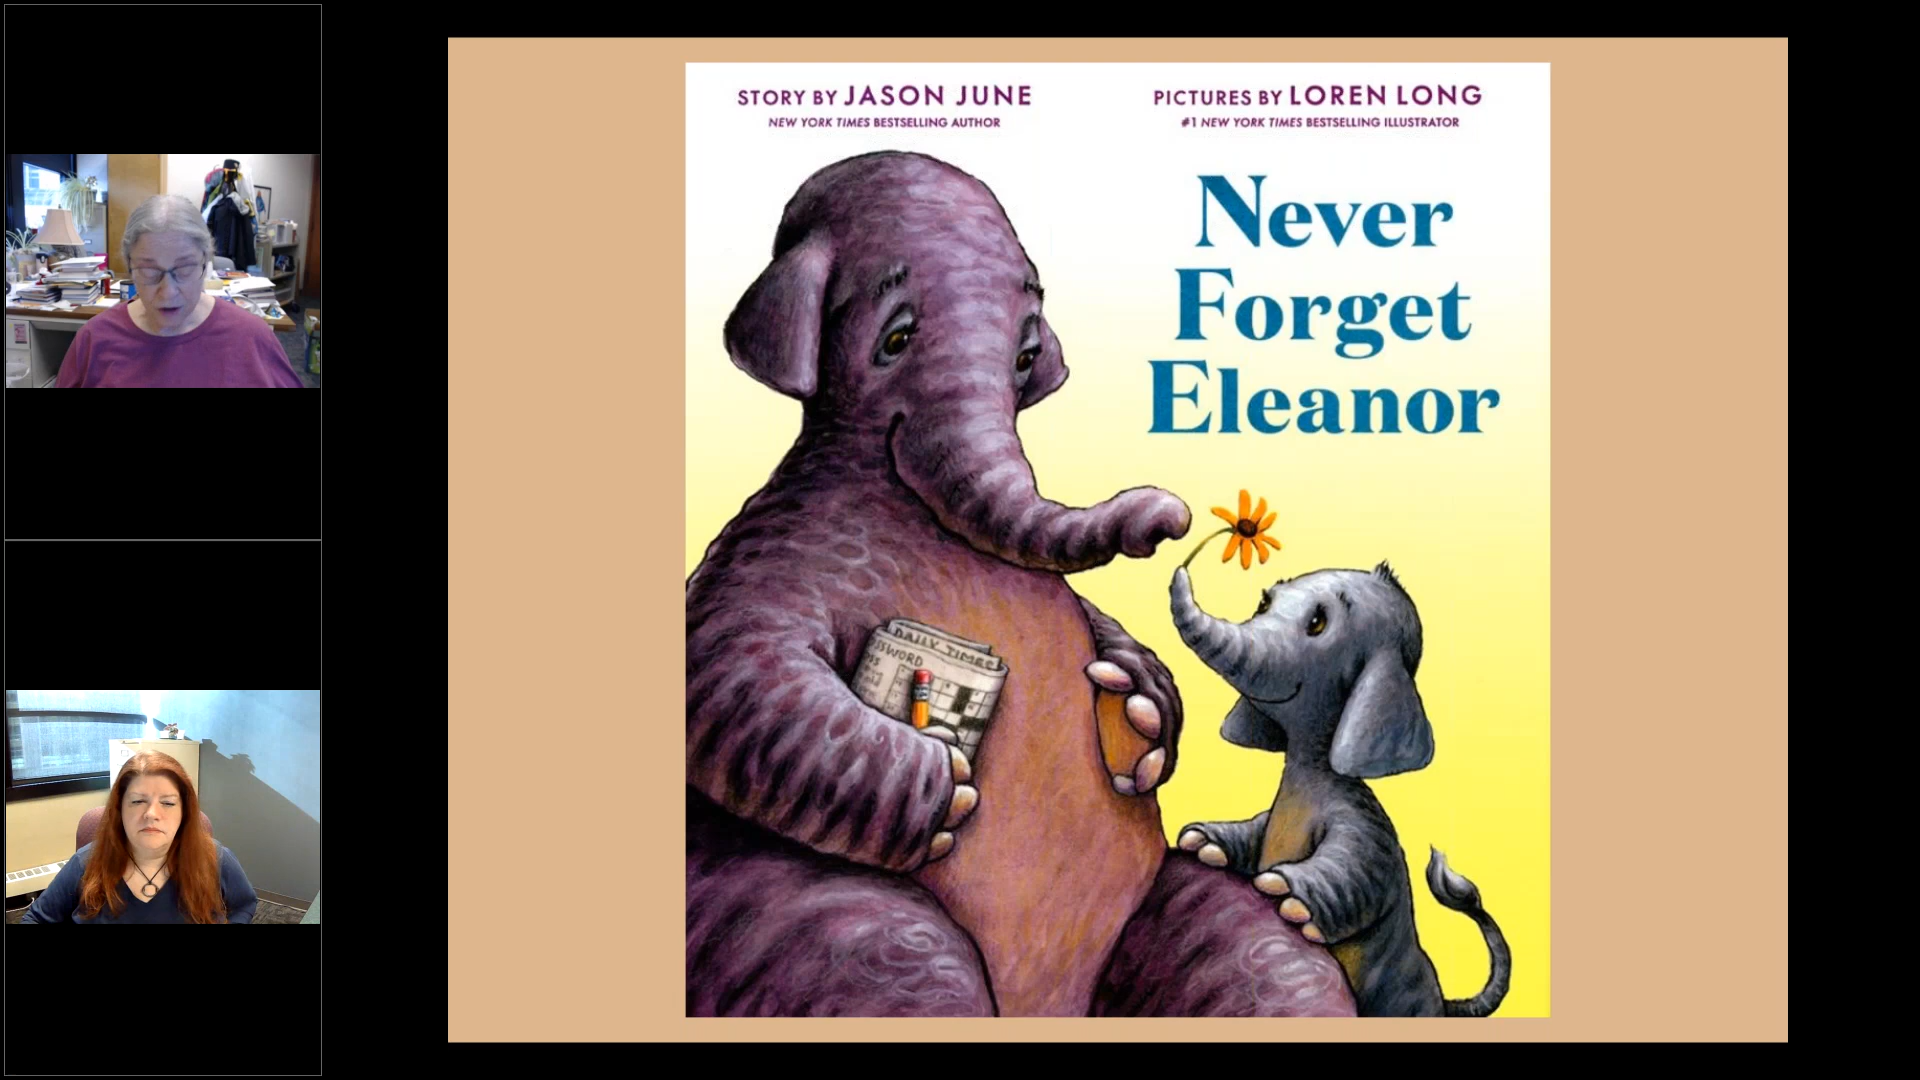 STORY BY JASON JUNE
NEW YORK TIMES BESTSELLING AUTHOR
PICTURES BY LOREN LONG
#1 NEW YORK TIMES BESTSELLING ILLUSTRATOR
Never
Forget
Eleanor
DAILY TIMES
SSWORD